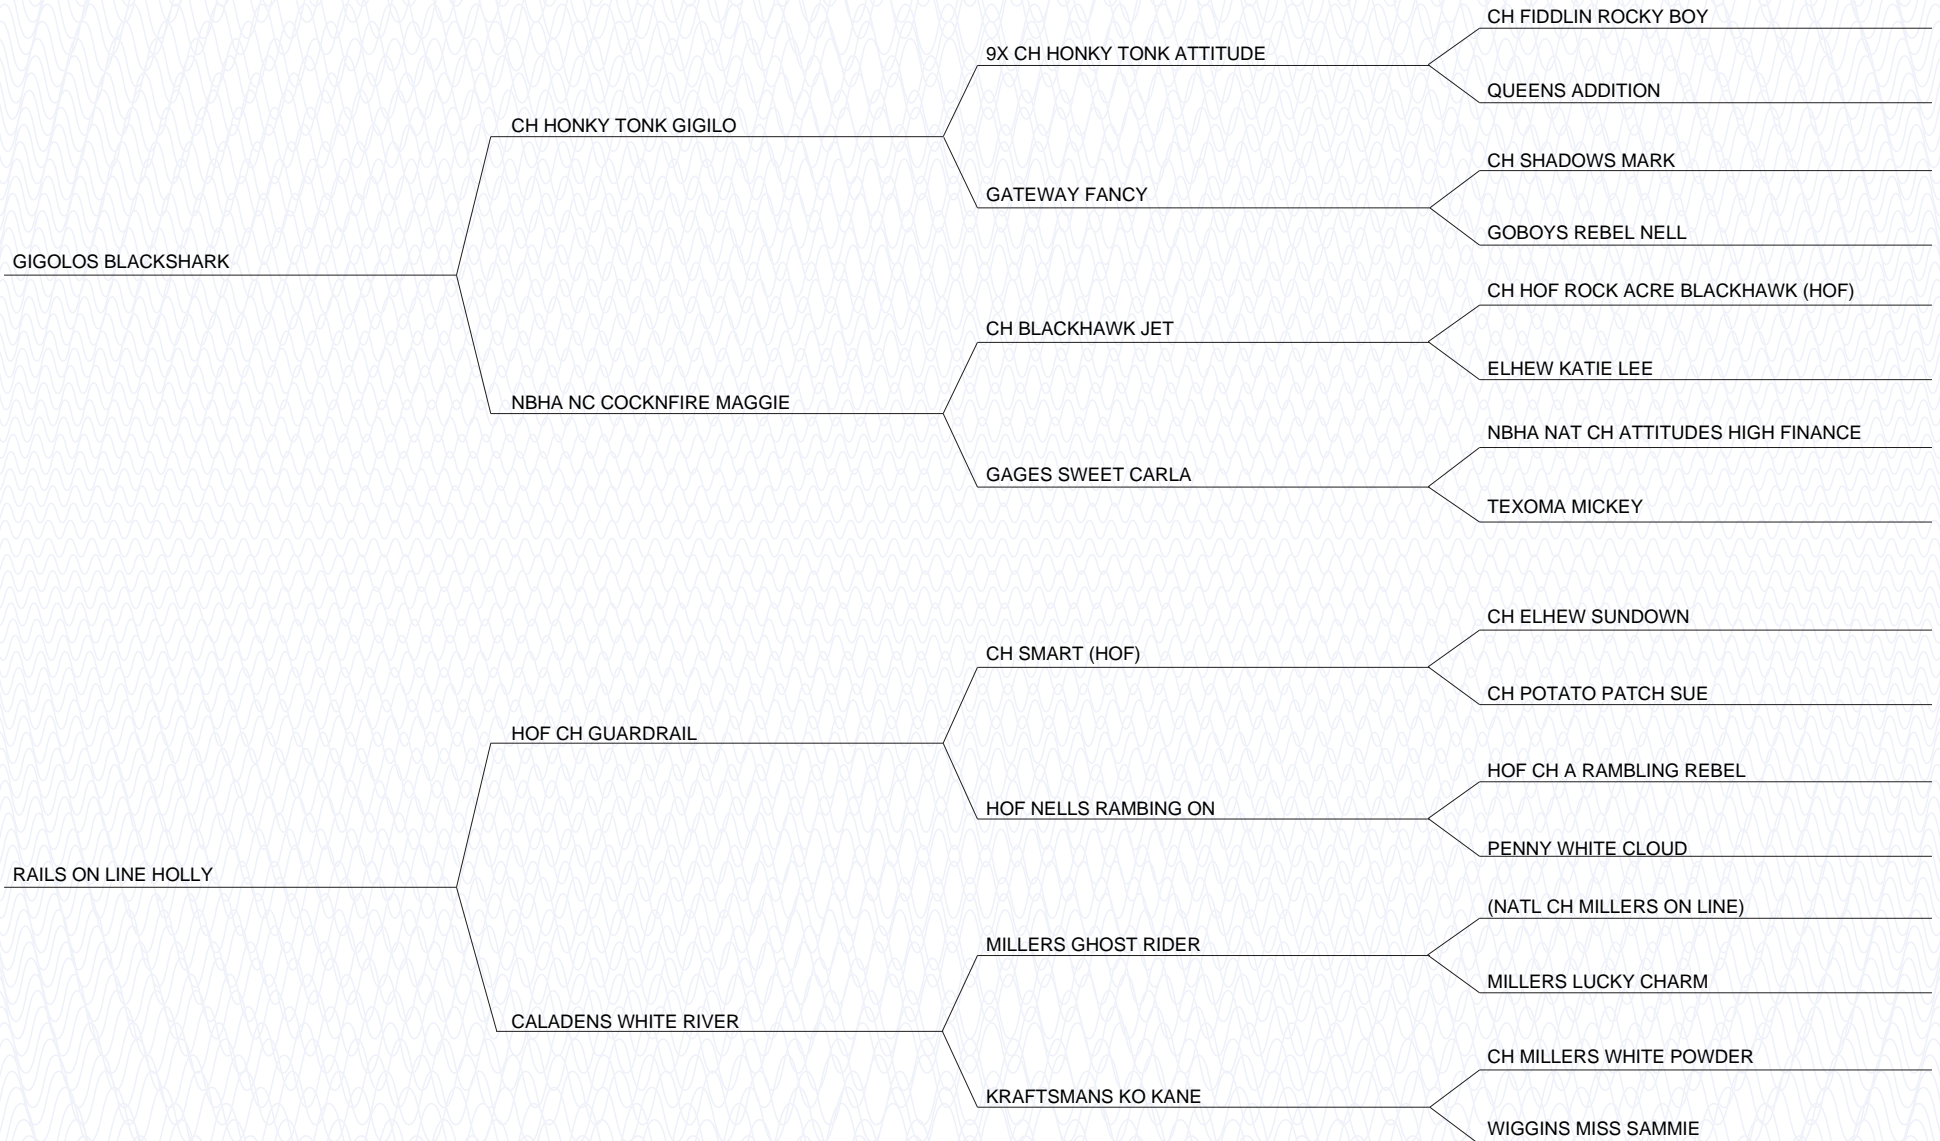 CH FIDDLIN ROCKY BOY
9X CH HONKY TONK ATTITUDE
QUEENS ADDITION
CH HONKY TONK GIGILO
CH SHADOWS MARK
GATEWAY FANCY
GOBOYS REBEL NELL
GIGOLOS BLACKSHARK
CH HOF ROCK ACRE BLACKHAWK (HOF)
CH BLACKHAWK JET
ELHEW KATIE LEE
NBHA NC COCKNFIRE MAGGIE
NBHA NAT CH ATTITUDES HIGH FINANCE
GAGES SWEET CARLA
TEXOMA MICKEY
CH ELHEW SUNDOWN
CH SMART (HOF)
CH POTATO PATCH SUE
HOF CH GUARDRAIL
HOF CH A RAMBLING REBEL
HOF NELLS RAMBING ON
PENNY WHITE CLOUD
RAILS ON LINE HOLLY
(NATL CH MILLERS ON LINE)
MILLERS GHOST RIDER
MILLERS LUCKY CHARM
CALADENS WHITE RIVER
CH MILLERS WHITE POWDER
KRAFTSMANS KO KANE
WIGGINS MISS SAMMIE